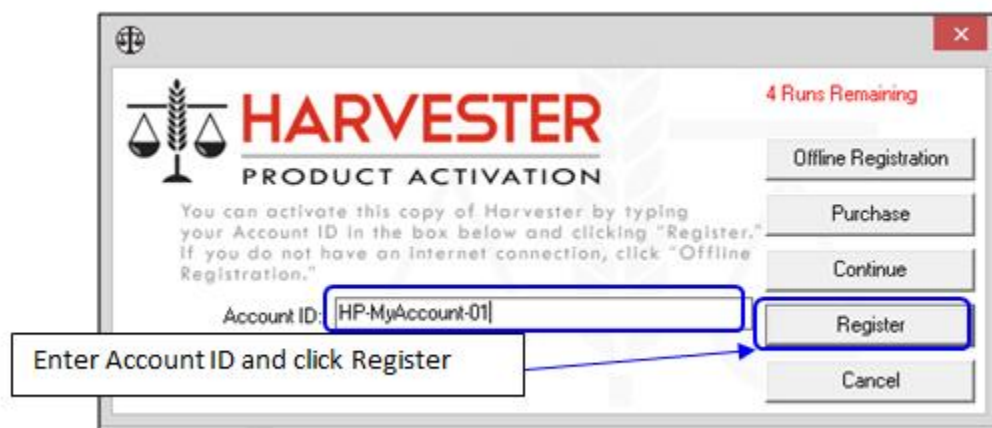 4 Runs Remaining
HARVESTER
PRODUCT ACTIVATION
Offline Registration
You can activate this copy of Harvester by typing
your Account ID in the box below and clicking "Register."
If you do not have an internet connection, click "Offline
Registration."
Purchase
Continue
Account ID: HP-MyAccount-01
Register
Enter Account ID and click Register
Cancel